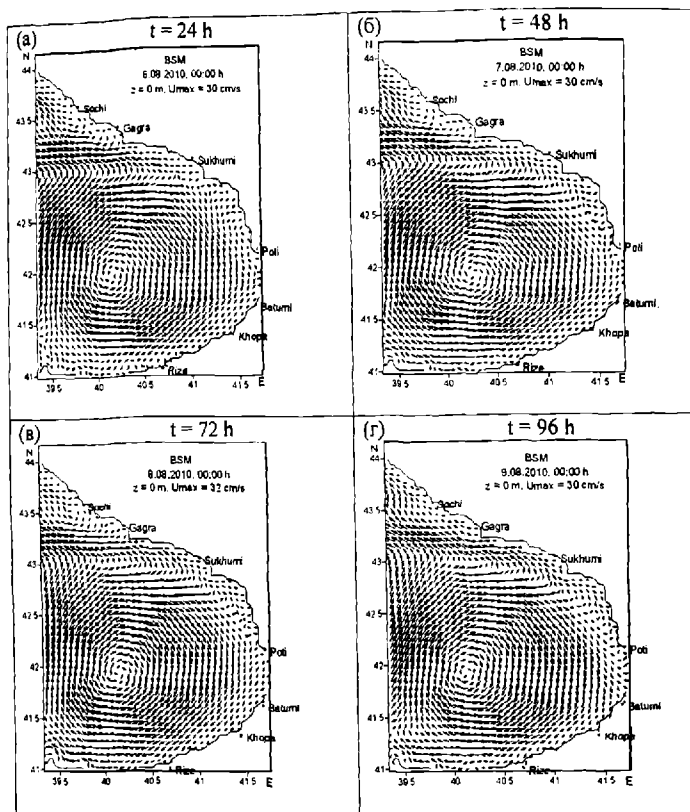 (а)
t = 24 h
N
BSM
6.08.2010, 00:00 h
z = 0 m, Umax = 30 cm/s
44
Sochi
43.5
Gagra
Sukhumi
43
42.5
Poti
42
Batumi
41.5
Khopa
Rize
41
39.5 40 40.5 41 41.5
E
(б)
t = 48 h
N
BSM
7.08.2010, 00:00 h
z = 0 m, Umax = 30 cm/s
44
Sochi
43.5
Gagra
Sukhumi
43
42.5
Poti
42
Batumi
41.5
Khopa
Rize
41
39.5 40 40.5 41 41.5
E
(в)
t = 72 h
N
BSM
8.08.2010, 00:00 h
z = 0 m, Umax = 32 cm/s
44
Sochi
43.5
Gagra
Sukhumi
43
42.5
Poti
42
Batumi
41.5
Khopa
Rize
41
39.5 40 40.5 41 41.5
E
(г)
t = 96 h
N
BSM
9.08.2010, 00:00 h
z = 0 m, Umax = 30 cm/s
44
Sochi
43.5
Gagra
Sukhumi
43
42.5
Poti
42
Batumi
41.5
Khopa
Rize
41
39.5 40 40.5 41 41.5
E